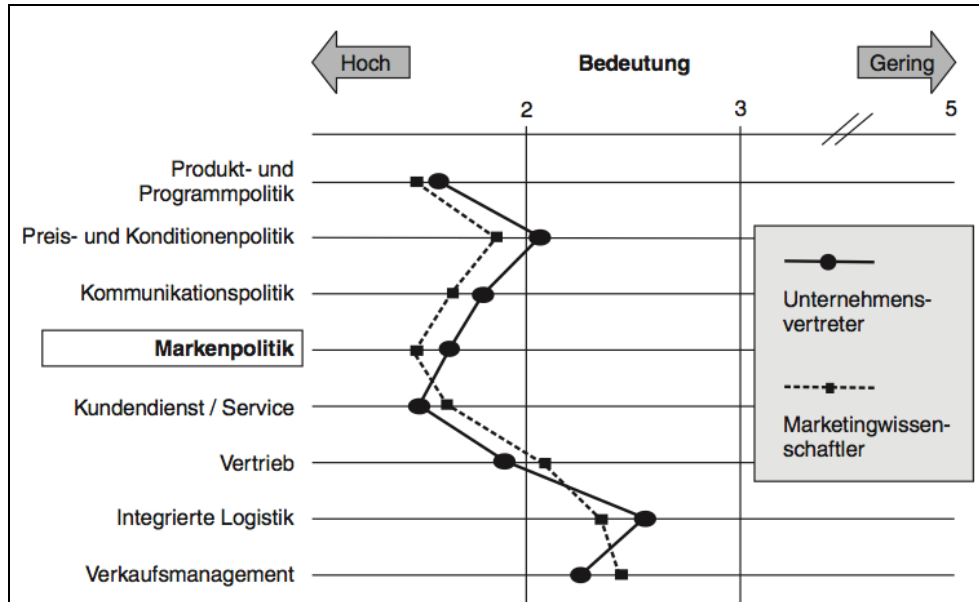 Hoch Bedeutung Gering
2 3 5
Produkt- und
Programmpolitik
Preis- und Konditionenpolitik
Kommunikationspolitik
Markenpolitik
Kundendienst / Service
Vertrieb
Integrierte Logistik
Verkaufsmanagement
Unternehmens-
vertreter
Marketingwissen-
schaftler